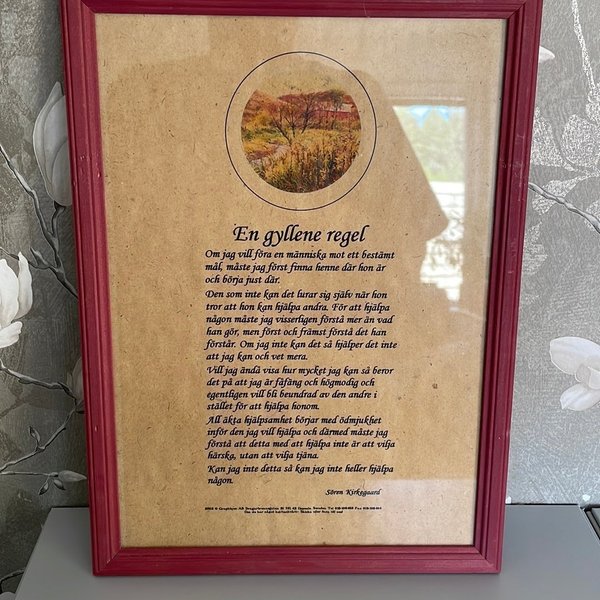 En gyllene regel
Om jag vill föra en människa mot ett bestämt
mål, måste jag först finna henne där hon är
och börja just där.
Den som inte kan det lurar sig själv när hon
tror att hon kan hjälpa andra. För att hjälpa
någon måste jag visserligen förstå mer än vad
han gör, men först och främst förstå det han
förstår. Om jag inte kan det så hjälper det inte
att jag kan och vet mera.
Vill jag ändå visa hur mycket jag kan så beror
det på att jag är fåfäng och högmodig och
egentligen vill bli beundrad av den andre i
stället för att hjälpa honom.
All äkta hjälpsamhet börjar med ödmjukhet
inför den jag vill hjälpa och därmed måste jag
förstå att detta med att hjälpa inte är att vilja
härska, utan att vilja tjäna.
Kan jag inte detta så kan jag inte heller hjälpa
någon.
Sören Kirkegaard